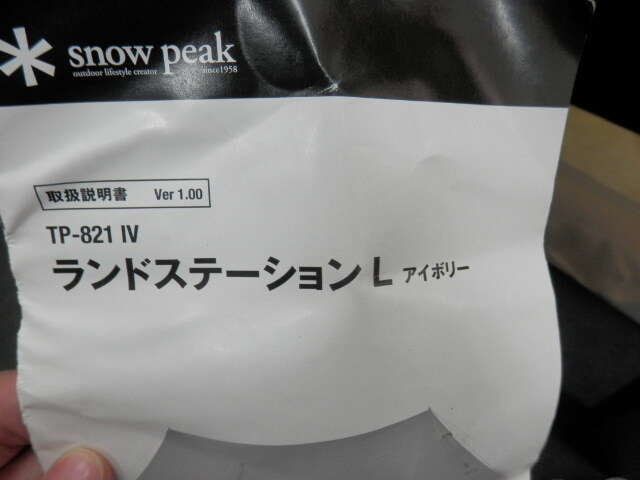 snow peak
outdoor lifestyle creator since1958
取扱説明書 Ver 1.00
TP-821 IV
ランドステーション L アイボリー